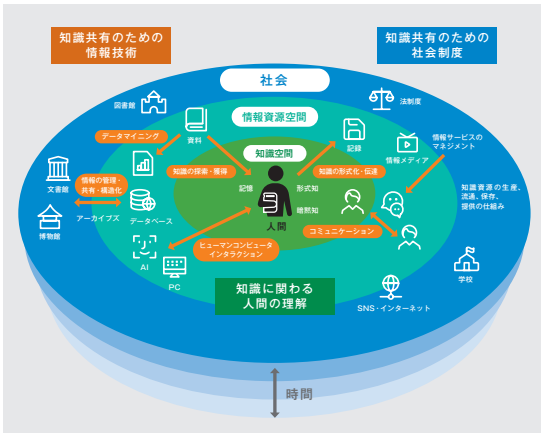 知識共有のための
情報技術
知識共有のための
社会制度
社会
図書館
法制度
情報資源空間
データマイニング
資料
記録
情報サービスの
マネジメント
知識空間
情報メディア
知識の探索・獲得
知識の形式化・伝達
文書館
情報の管理・
共有・構造化
記憶
形式知
知識資源の生産、
流通、保存、
提供の仕組み
アーカイブズ
データベース
暗黙知
人間
博物館
コミュニケーション
ヒューマンコンピュータ
インタラクション
AI
PC
学校
知識に関わる
人間の理解
SNS・インターネット
時間